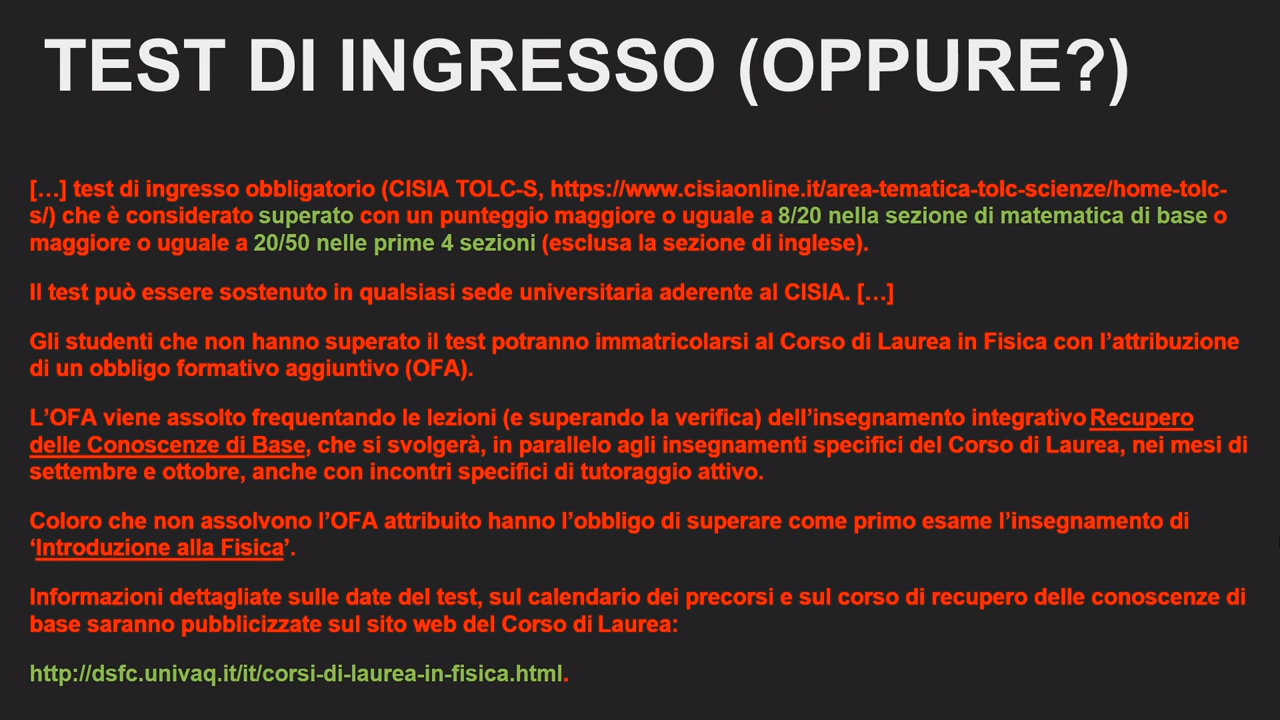 TEST DI INGRESSO (OPPURE?)
[…] test di ingresso obbligatorio (CISIA TOLC-S, https://www.cisiaonline.it/area-tematica-tolc-scienze/home-tolc-
s/) che è considerato superato con un punteggio maggiore o uguale a 8/20 nella sezione di matematica di base o
maggiore o uguale a 20/50 nelle prime 4 sezioni (esclusa la sezione di inglese).
Il test può essere sostenuto in qualsiasi sede universitaria aderente al CISIA. […]
Gli studenti che non hanno superato il test potranno immatricolarsi al Corso di Laurea in Fisica con l’attribuzione
di un obbligo formativo aggiuntivo (OFA).
L’OFA viene assolto frequentando le lezioni (e superando la verifica) dell’insegnamento integrativo Recupero
delle Conoscenze di Base, che si svolgerà, in parallelo agli insegnamenti specifici del Corso di Laurea, nei mesi di
settembre e ottobre, anche con incontri specifici di tutoraggio attivo.
Coloro che non assolvono l’OFA attribuito hanno l’obbligo di superare come primo esame l’insegnamento di
‘Introduzione alla Fisica’.
Informazioni dettagliate sulle date del test, sul calendario dei precorsi e sul corso di recupero delle conoscenze di
base saranno pubblicizzate sul sito web del Corso di Laurea:
http://dsfc.univaq.it/it/corsi-di-laurea-in-fisica.html.